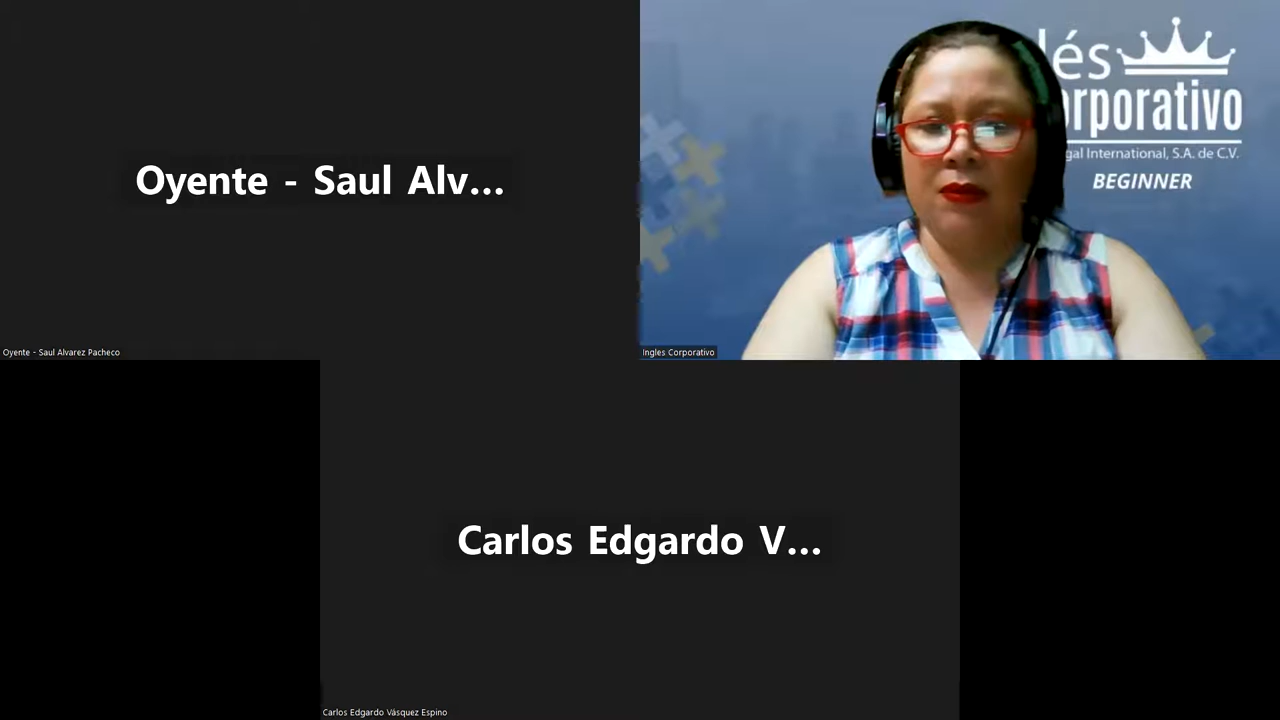 Oyente - Saul Alv...
Oyente - Saul Alvarez Pacheco
lés
orporativo
gal International, S.A. de C.V.
BEGINNER
Ingles Corporativo
Carlos Edgardo V...
Carlos Edgardo Vásquez Espino